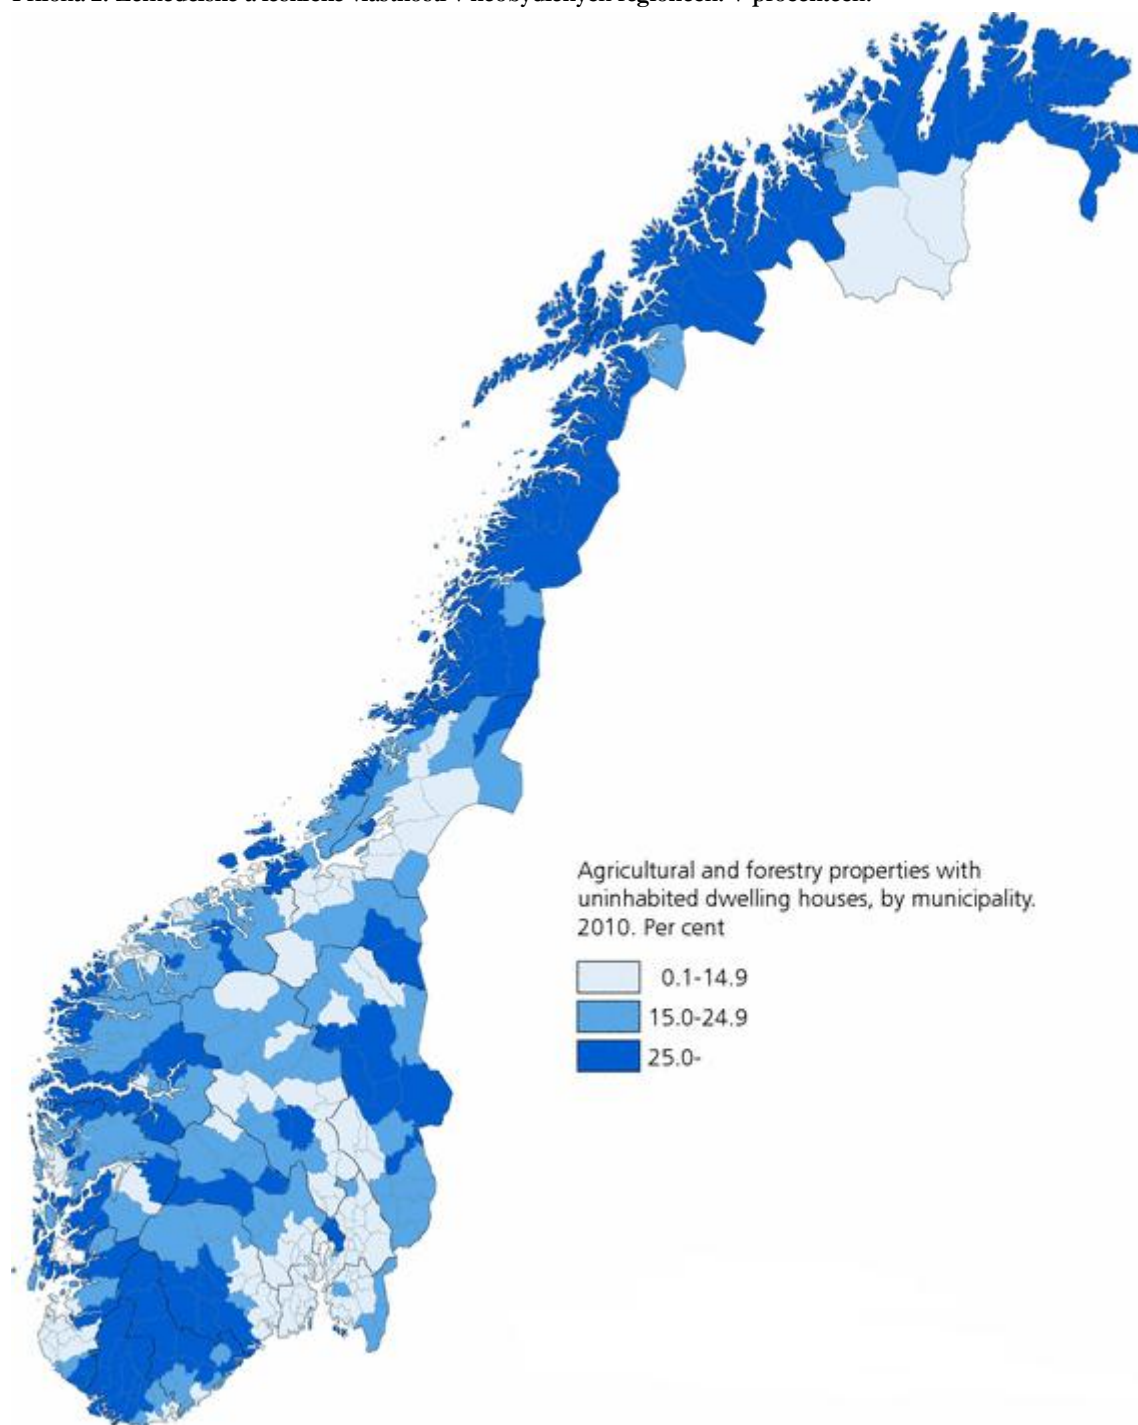 Agricultural and forestry properties with
uninhabited dwelling houses, by municipality.
2010. Per cent
0.1-14.9
15.0-24.9
25.0-